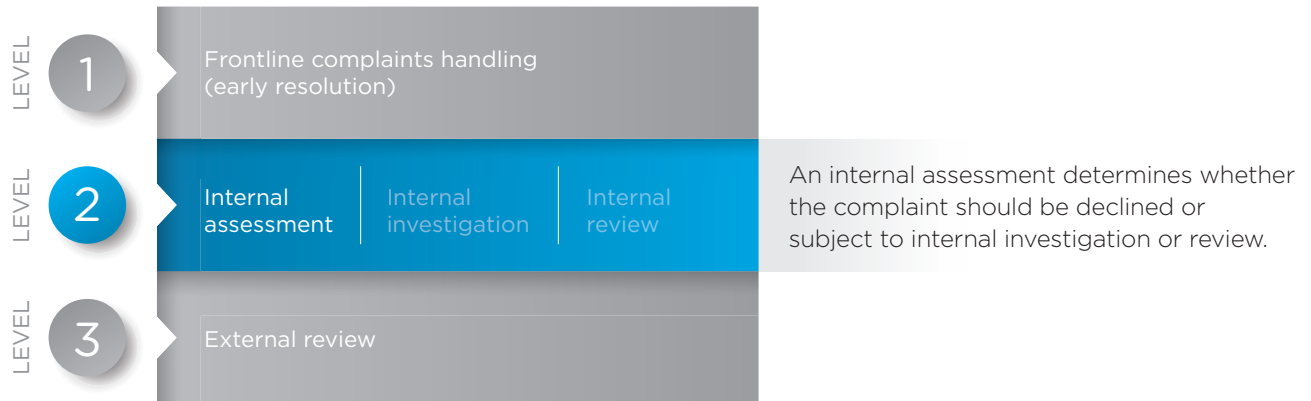 LEVEL
1
Frontline complaints handling
(early resolution)
LEVEL
2
Internal
assessment
Internal
investigation
Internal
review
An internal assessment determines whether
the complaint should be declined or
subject to internal investigation or review.
LEVEL
3
External review